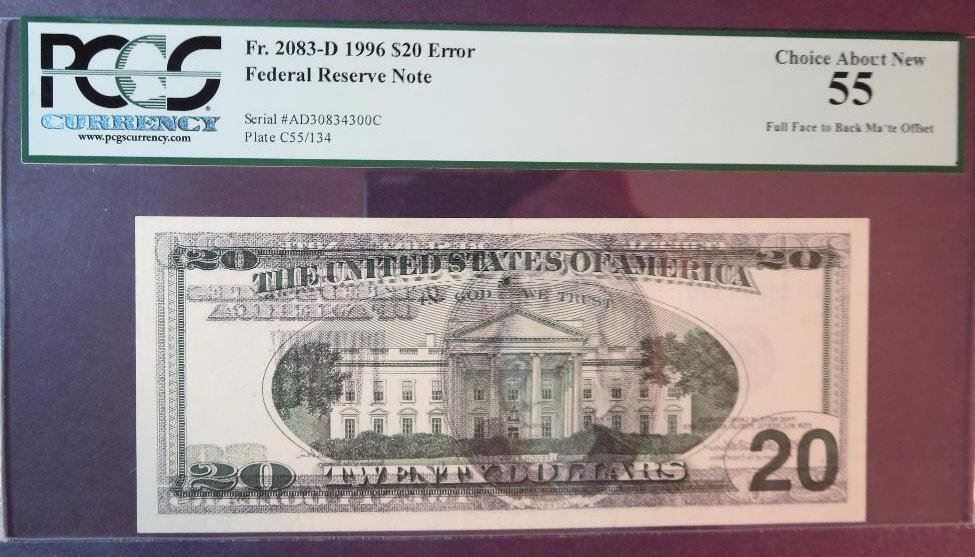 PCGS
CURRENCY
www.pcgscurrency.com
Fr. 2083-D 1996 $20 Error
Federal Reserve Note
Serial #AD30834300C
Plate C55/134
Choice About New
55
Full Face to Back Matte Offset
20 THE UNITED STATES OF AMERICA 20
IN GOD WE TRUST
20 TWENTY DOLLARS 20